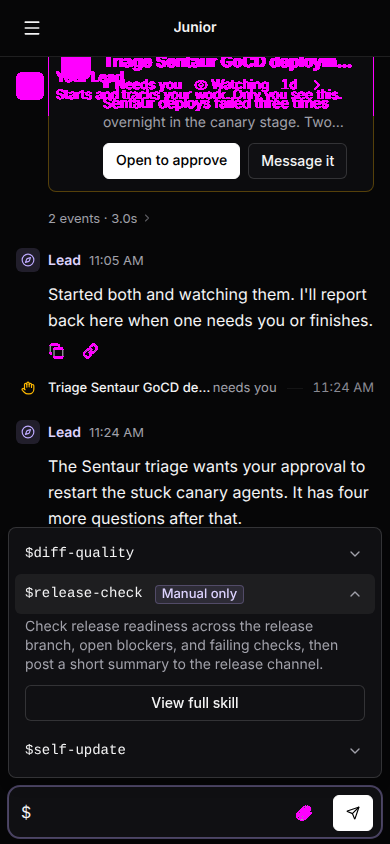 Junior
Triage Sentaur GoCD deploym...
Your Lead
Needs you Watching 1d
Starts and tracks your work. Only you see this.
Sentaur deploys failed three times
overnight in the canary stage. Two...
Open to approve
Message it
2 events · 3.0s
Lead 11:05 AM
Started both and watching them. I'll report
back here when one needs you or finishes.
Triage Sentaur GoCD de... needs you 11:24 AM
Lead 11:24 AM
The Sentaur triage wants your approval to
restart the stuck canary agents. It has four
more questions after that.
$diff-quality
$release-check Manual only
Check release readiness across the release
branch, open blockers, and failing checks, then
post a short summary to the release channel.
View full skill
$self-update
$